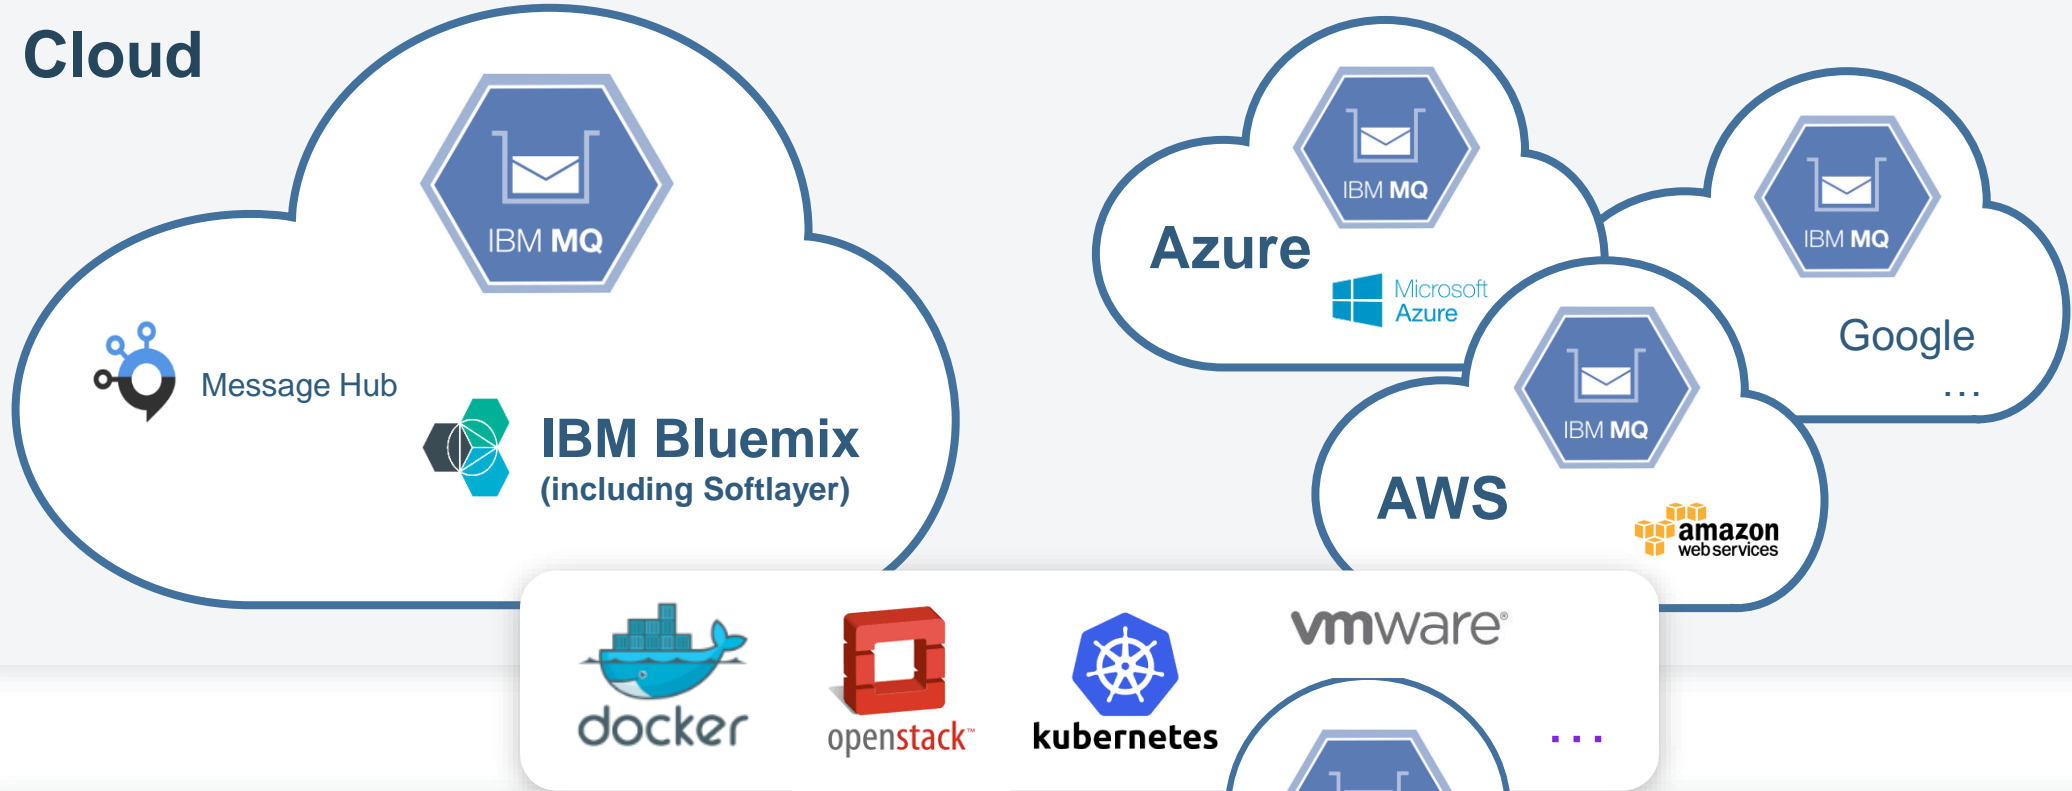 Cloud
IBM MQ
Message Hub
IBM Bluemix
(including Softlayer)
IBM MQ
Azure
Microsoft
Azure
IBM MQ
Google
...
IBM MQ
AWS
amazon
web services
docker
openstack™
kubernetes
vmware®
...